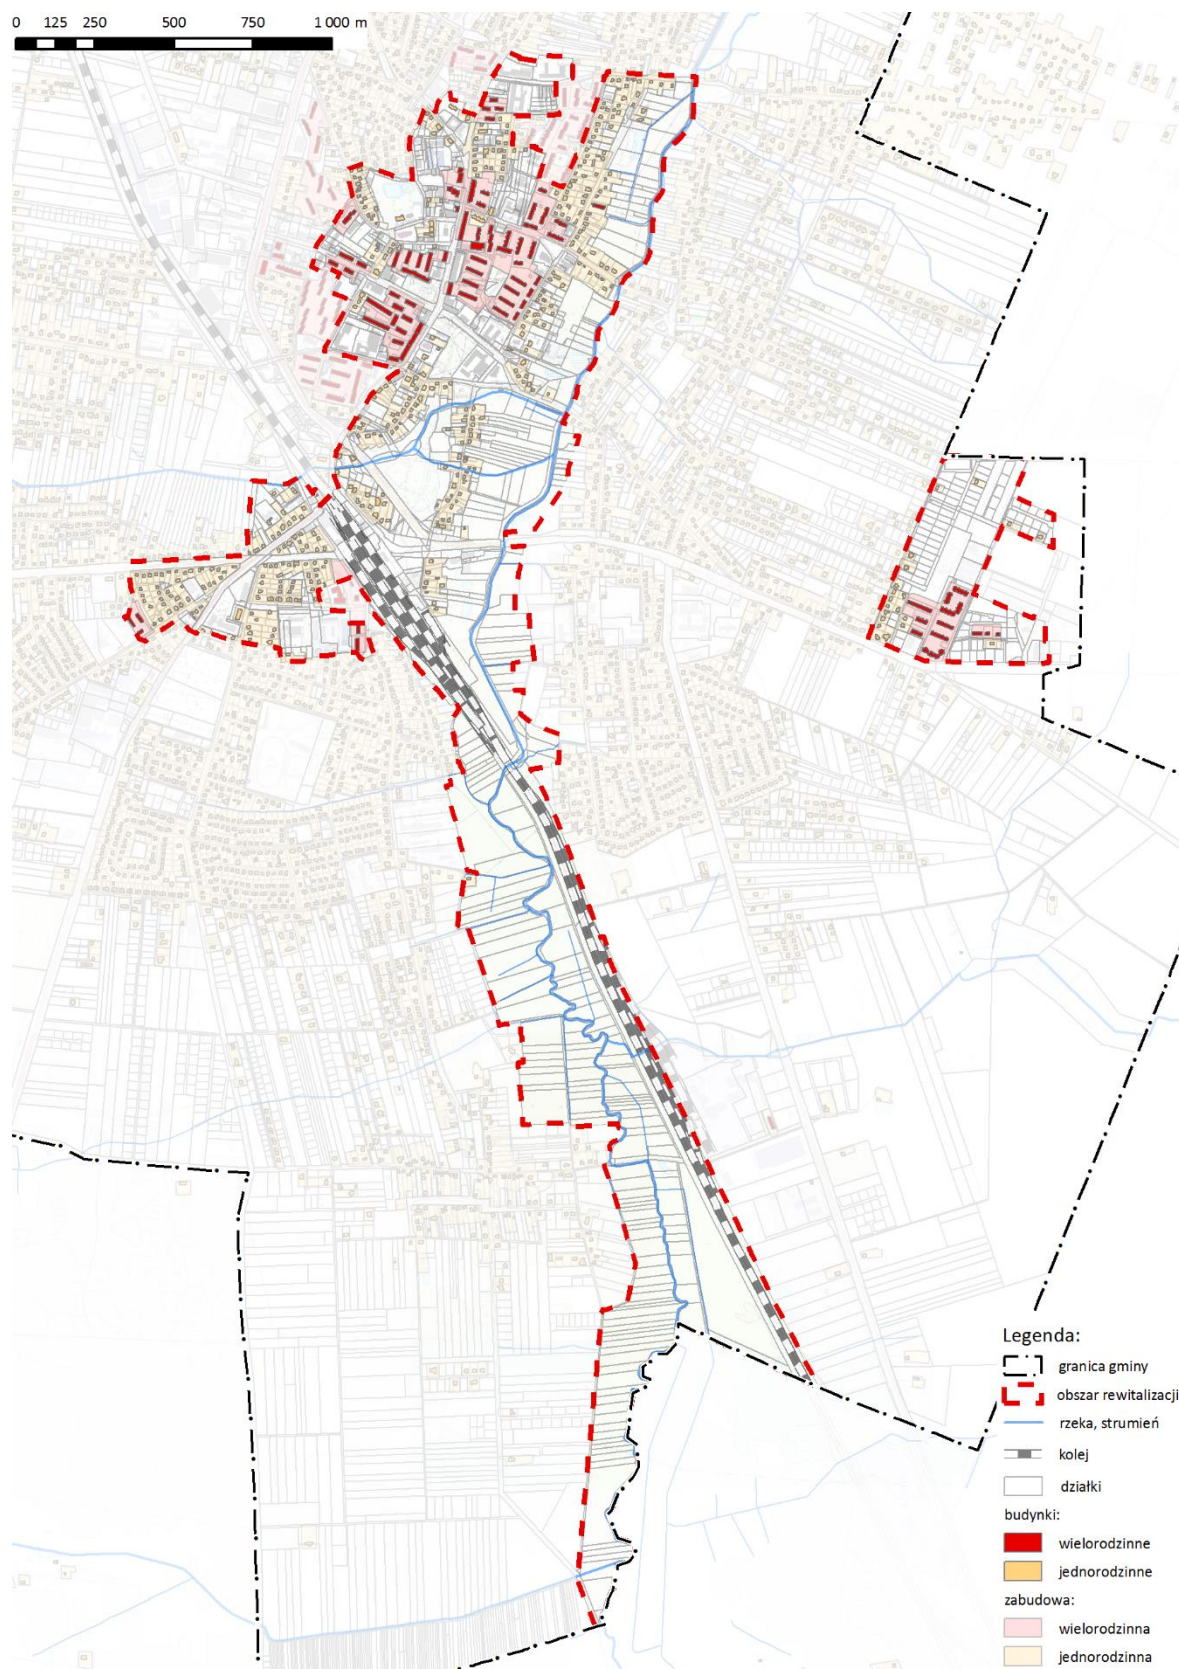 0 125 250 500 750 1 000 m
Legenda:
granica gminy
obszar rewitalizacji
rzeka, strumień
kolej
działki
budynki:
wielorodzinne
jednorodzinne
zabudowa:
wielorodzinna
jednorodzinna